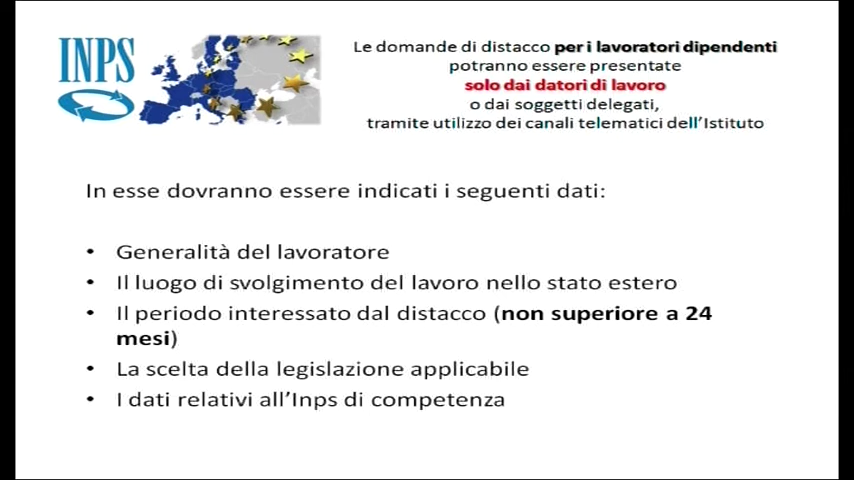 INPS
Le domande di distacco per i lavoratori dipendenti
potranno essere presentate
solo dai datori di lavoro
o dai soggetti delegati,
tramite utilizzo dei canali telematici dell'Istituto
In esse dovranno essere indicati i seguenti dati:
• Generalità del lavoratore
• Il luogo di svolgimento del lavoro nello stato estero
• Il periodo interessato dal distacco (non superiore a 24
mesi)
• La scelta della legislazione applicabile
• I dati relativi all'Inps di competenza